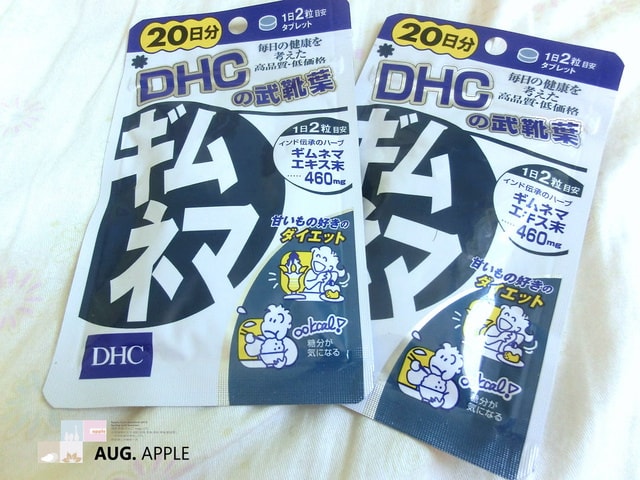 20日分
1日2粒目安
タブレット
毎日の健康を
考えた
高品質・低価格
*DHC
の武靴葉
1日2粒目安
インド伝承のハーブ
ギムネマ
エキス末
460mg
ギム
ネマ
甘いもの好きの
ダイエット
糖分が
気になる
DHC
20日分
1日2粒目安
タブレット
毎日の健康を
考えた
高品質・低価格
*DHC
の武靴葉
1日2粒目安
インド伝承のハーブ
ギムネマ
エキス末
460mg
ギム
ネマ
甘いもの好きの
ダイエット
糖分が
気になる
AUG. APPLE